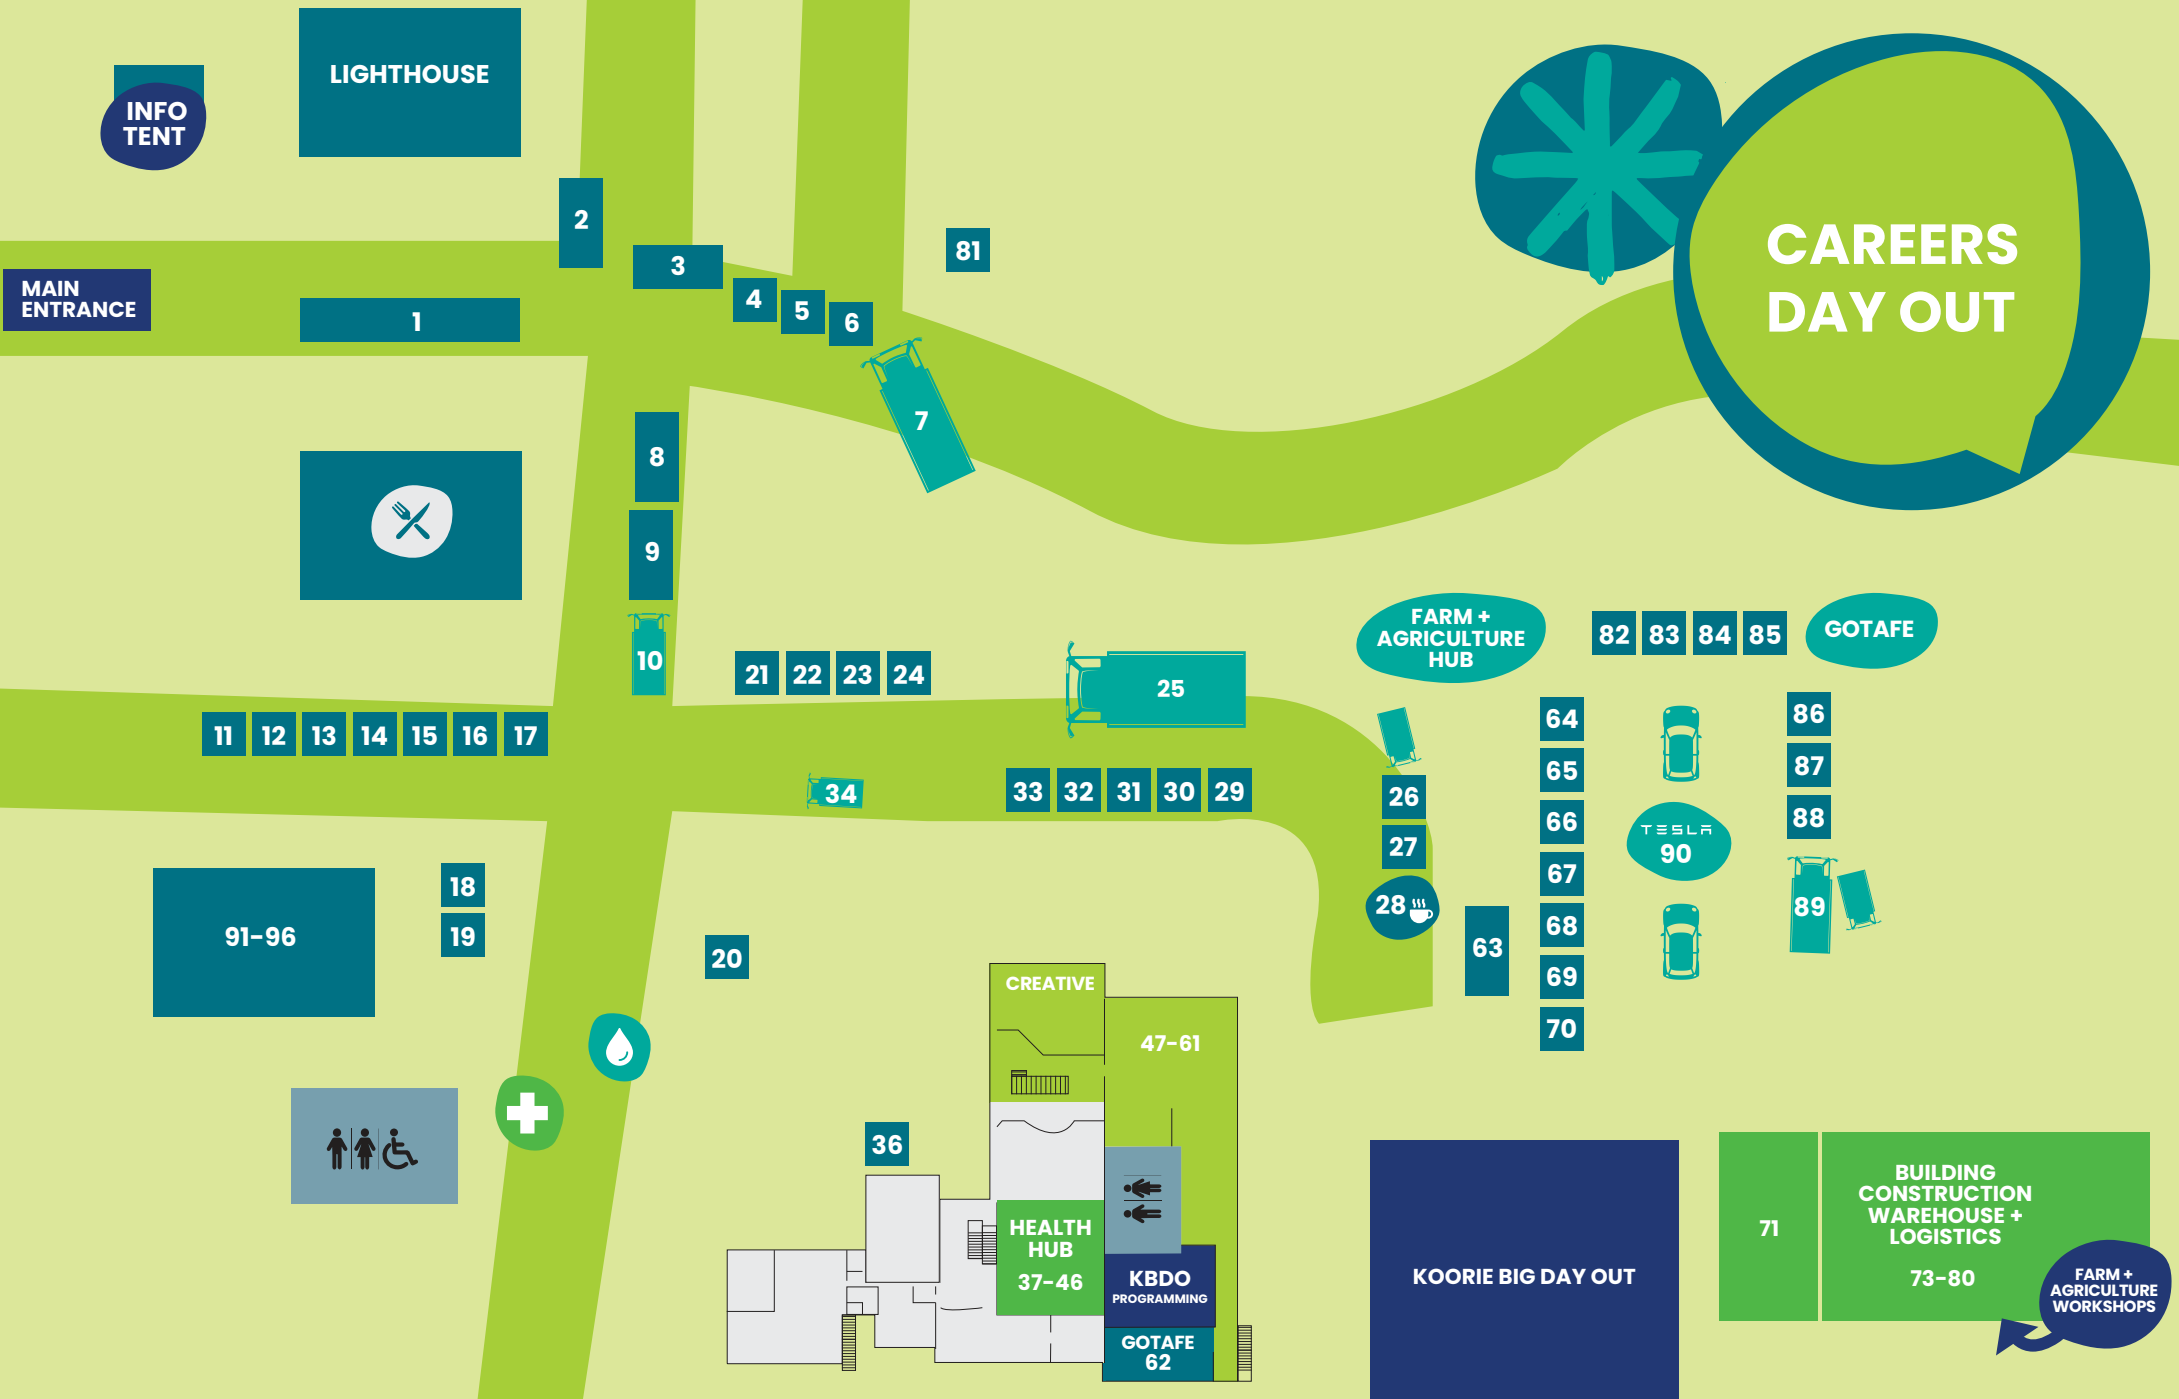 LIGHTHOUSE
INFO
TENT
CAREERS
DAY OUT
MAIN
ENTRANCE
1
2
3
4
5
6
81
7
8
9
10
FARM +
AGRICULTURE
HUB
82 83 84 85
GOTAFE
21 22 23 24
25
11 12 13 14 15 16 17
34
33 32 31 30 29
26
27
28
63
64
65
66
67
68
69
70
TESLA
90
86
87
88
89
91-96
18
19
20
CREATIVE
47-61
36
HEALTH
HUB
37-46
KBDO
PROGRAMMING
GOTAFE
62
KOORIE BIG DAY OUT
71
BUILDING
CONSTRUCTION
WAREHOUSE +
LOGISTICS
73-80
FARM +
AGRICULTURE
WORKSHOPS